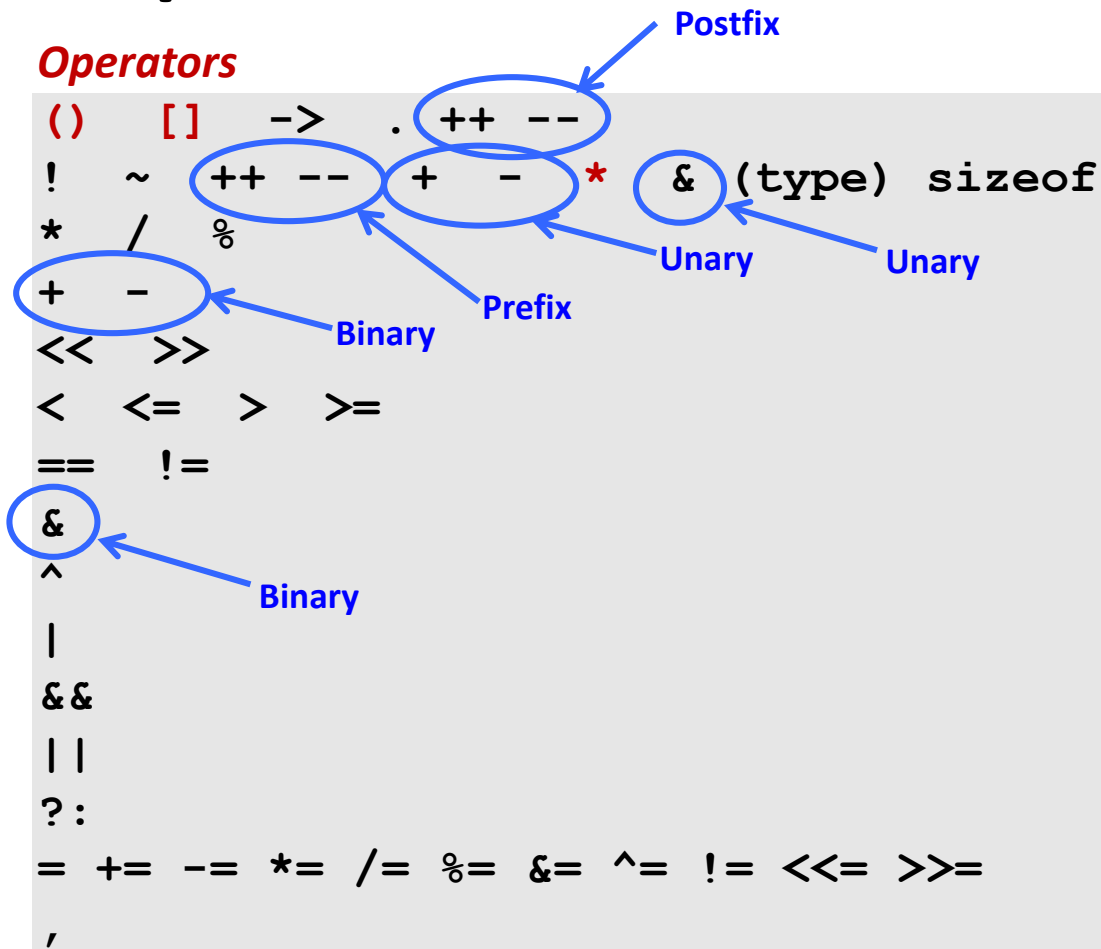 Postfix
Operators
() [] -> . ++ --
! ~ ++ -- + - * & (type) sizeof
* / %
Unary
Unary
+ -
Prefix
Binary
<< >>
< <= > >=
== !=
&
^
Binary
|
&&
||
?:
= += -= *= /= %= &= ^= != <<= >>=
,